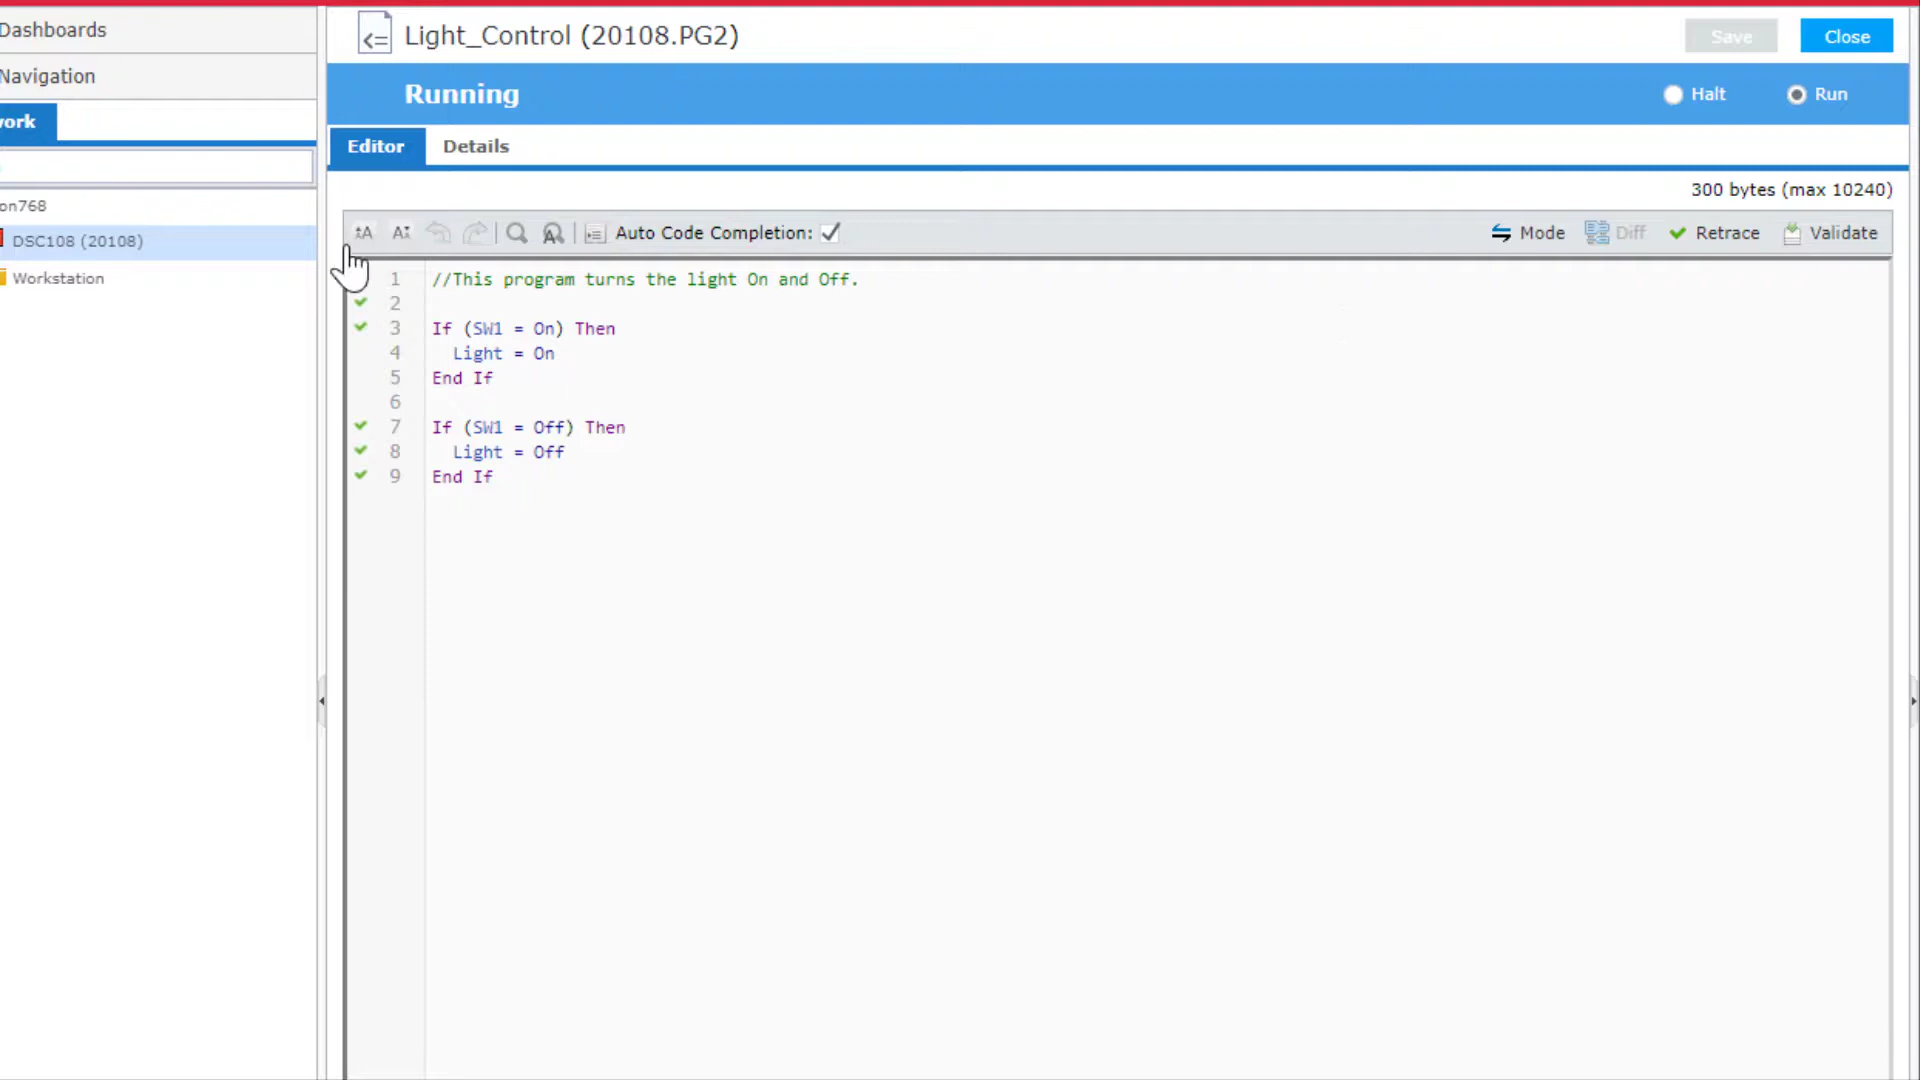 Dashboards
Light_Control (20108.PG2)
Save
Close
Navigation
Running
Halt
Run
work
Editor
Details
300 bytes (max 10240)
on768
Auto Code Completion:
Mode
Diff
Retrace
Validate
DSC108 (20108)
Workstation
1 //This program turns the light On and Off.
2
3 If (SW1 = On) Then
4 Light = On
5 End If
6
7 If (SW1 = Off) Then
8 Light = Off
9 End If